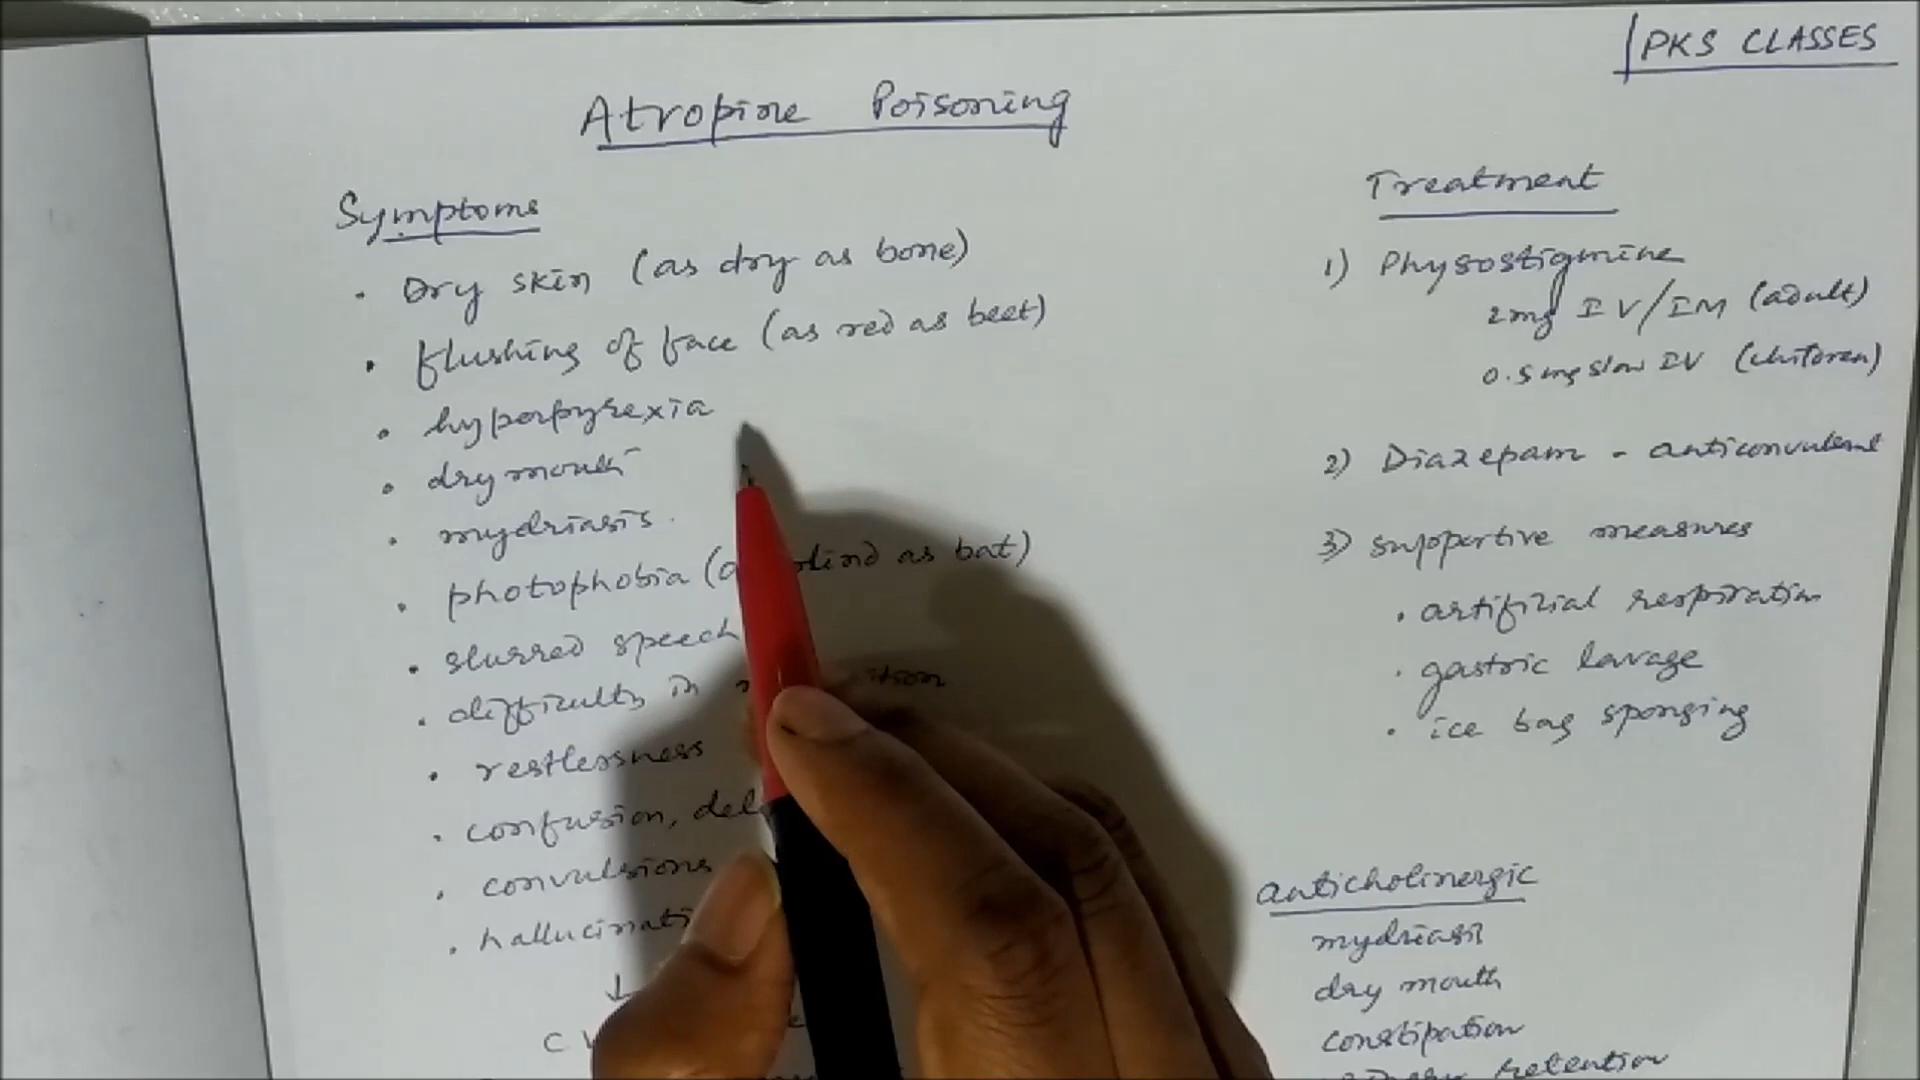 PKS CLASSES
Atropine Poisoning
Symptoms
• Dry skin (as dry as bone)
• flushing of face (as red as beet)
• hyperpyrexia
• dry mouth
• mydriasis.
• photophobia ( blind as bat)
• slurred speech
• difficulty in
• restlessness
• confusion,
• convulsions
•
↓
Treatment
1) Physostigmine
2mg IV/IM (adult)
0.5 mg slow IV (children)
2) Diazepam - anticonvulsant
3) supportive measures
• artificial respiration
• gastric lavage
• ice bag sponging
anticholinergic
mydriasis
dry mouth
constipation
retention